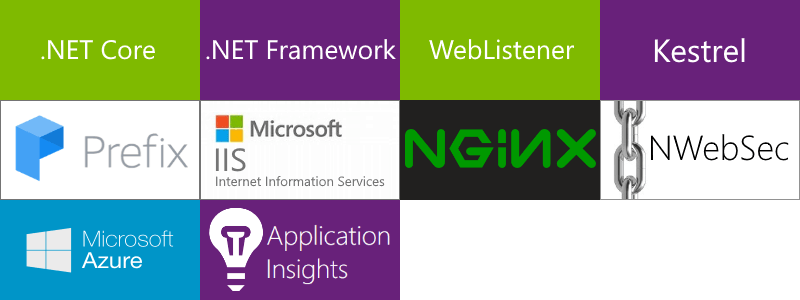 .NET Core
.NET Framework
WebListener
Kestrel
Prefix
Microsoft
IIS
Internet Information Services
NGINX
NWebSec
Microsoft
Azure
Application
Insights